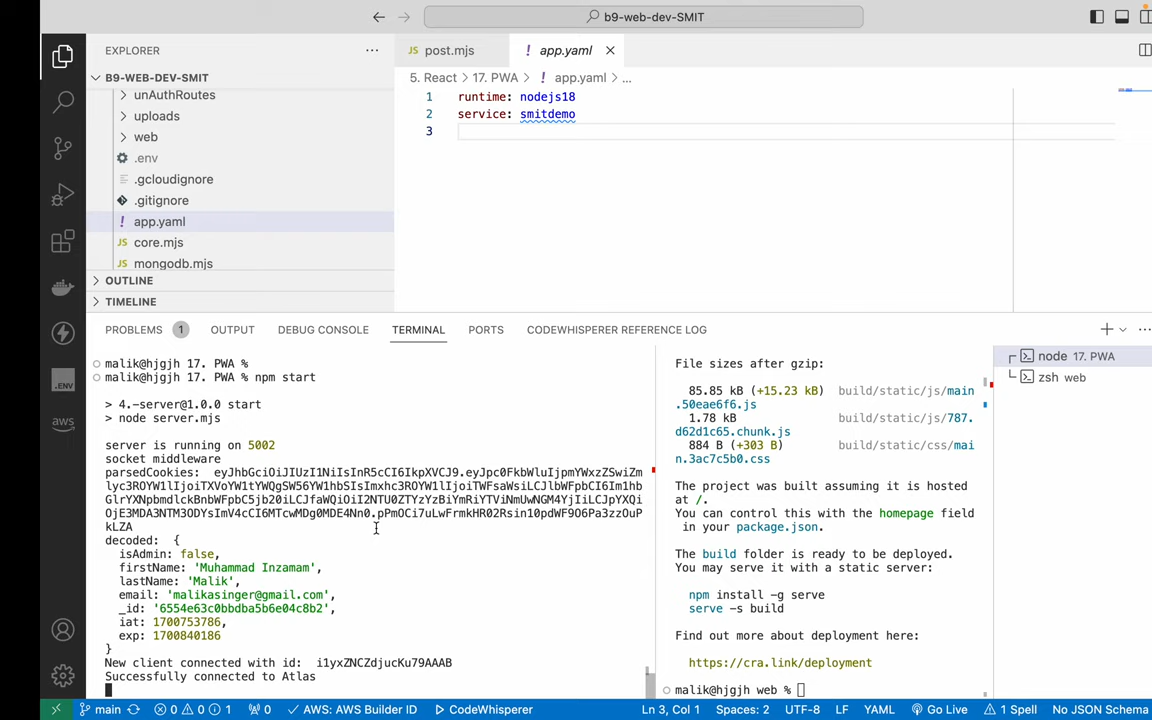 b9-web-dev-SMIT
EXPLORER
B9-WEB-DEV-SMIT
unAuthRoutes
uploads
web
.env
.gcloudignore
.gitignore
app.yaml
core.mjs
mongodb.mjs
OUTLINE
TIMELINE
JS post.mjs
! app.yaml
5. React > 17. PWA > ! app.yaml > ...
1 runtime: nodejs18
2 service: smitdemo
3
PROBLEMS 1 OUTPUT DEBUG CONSOLE TERMINAL PORTS CODEWHISPERER REFERENCE LOG
malik@hjgjh 17. PWA %
malik@hjgjh 17. PWA % npm start
> 4.-server@1.0.0 start
> node server.mjs
server is running on 5002
socket middleware
parsedCookies:
decoded: {
isAdmin: false,
firstName: 'Muhammad Inzamam',
lastName: 'Malik',
email: 'malikasinger@gmail.com',
_id: '6554e63c0bbdba5b6e04c8b2',
iat: 1700753786,
exp: 1700840186
}
New client connected with id: i1yxZNCZdjucKu79AAAB
Successfully connected to Atlas
File sizes after gzip:
85.85 kB (+15.23 kB) build/static/js/main
.50eae6f6.js
1.78 kB build/static/js/787.
d62d1c65.chunk.js
884 B (+303 B) build/static/css/mai
n.3ac7c5b0.css
The project was built assuming it is hosted
at /.
You can control this with the homepage field
in your package.json.
The build folder is ready to be deployed.
You may serve it with a static server:
npm install -g serve
serve -s build
Find out more about deployment here:
https://cra.link/deployment
malik@hjgjh web %
node 17. PWA
zsh web
.ENV
aws
main 0 0 1 0 AWS: AWS Builder ID CodeWhisperer Ln 3, Col 1 Spaces: 2 UTF-8 LF YAML Go Live 1 Spell No JSON Schema